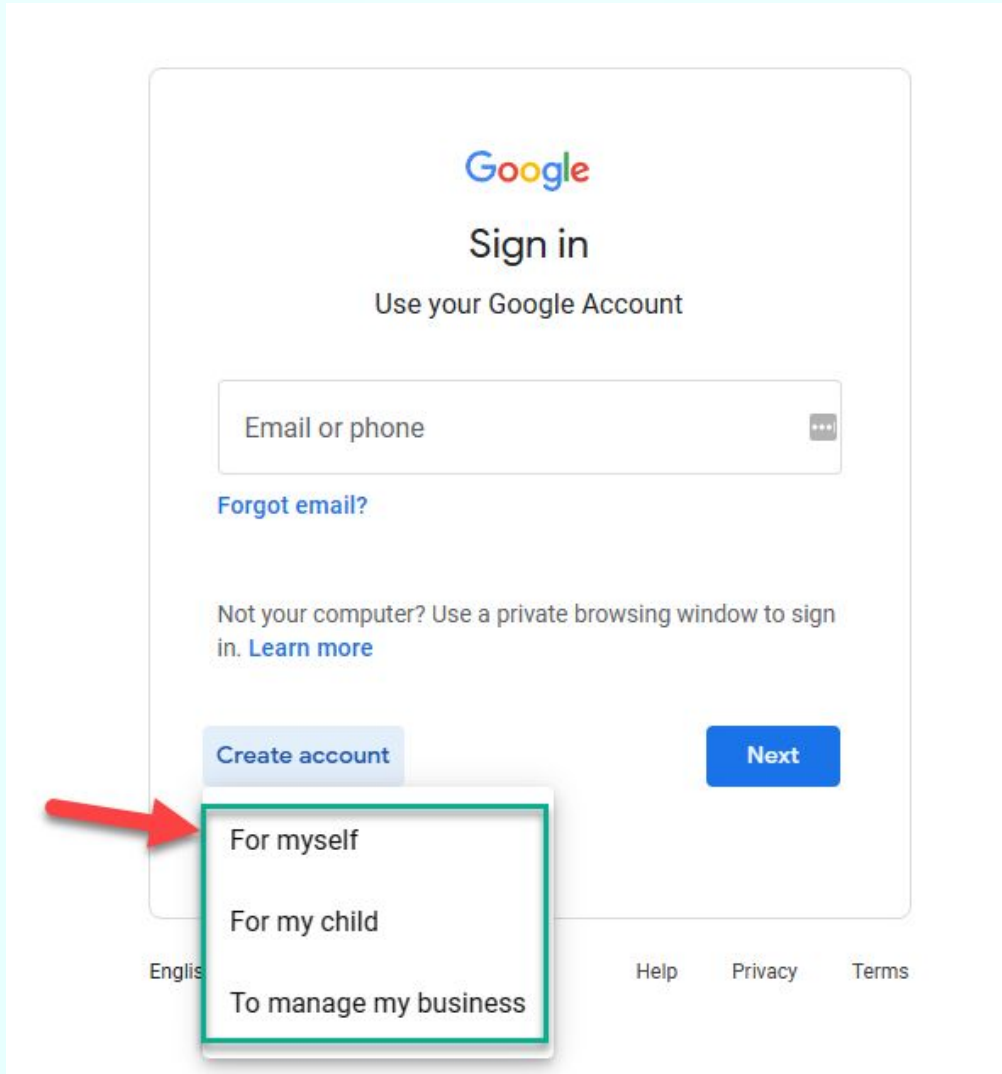 Google
Sign in
Use your Google Account
Email or phone
Forgot email?
Not your computer? Use a private browsing window to sign
in. Learn more
Create account
Next
For myself
For my child
To manage my business
Help
Privacy
Terms